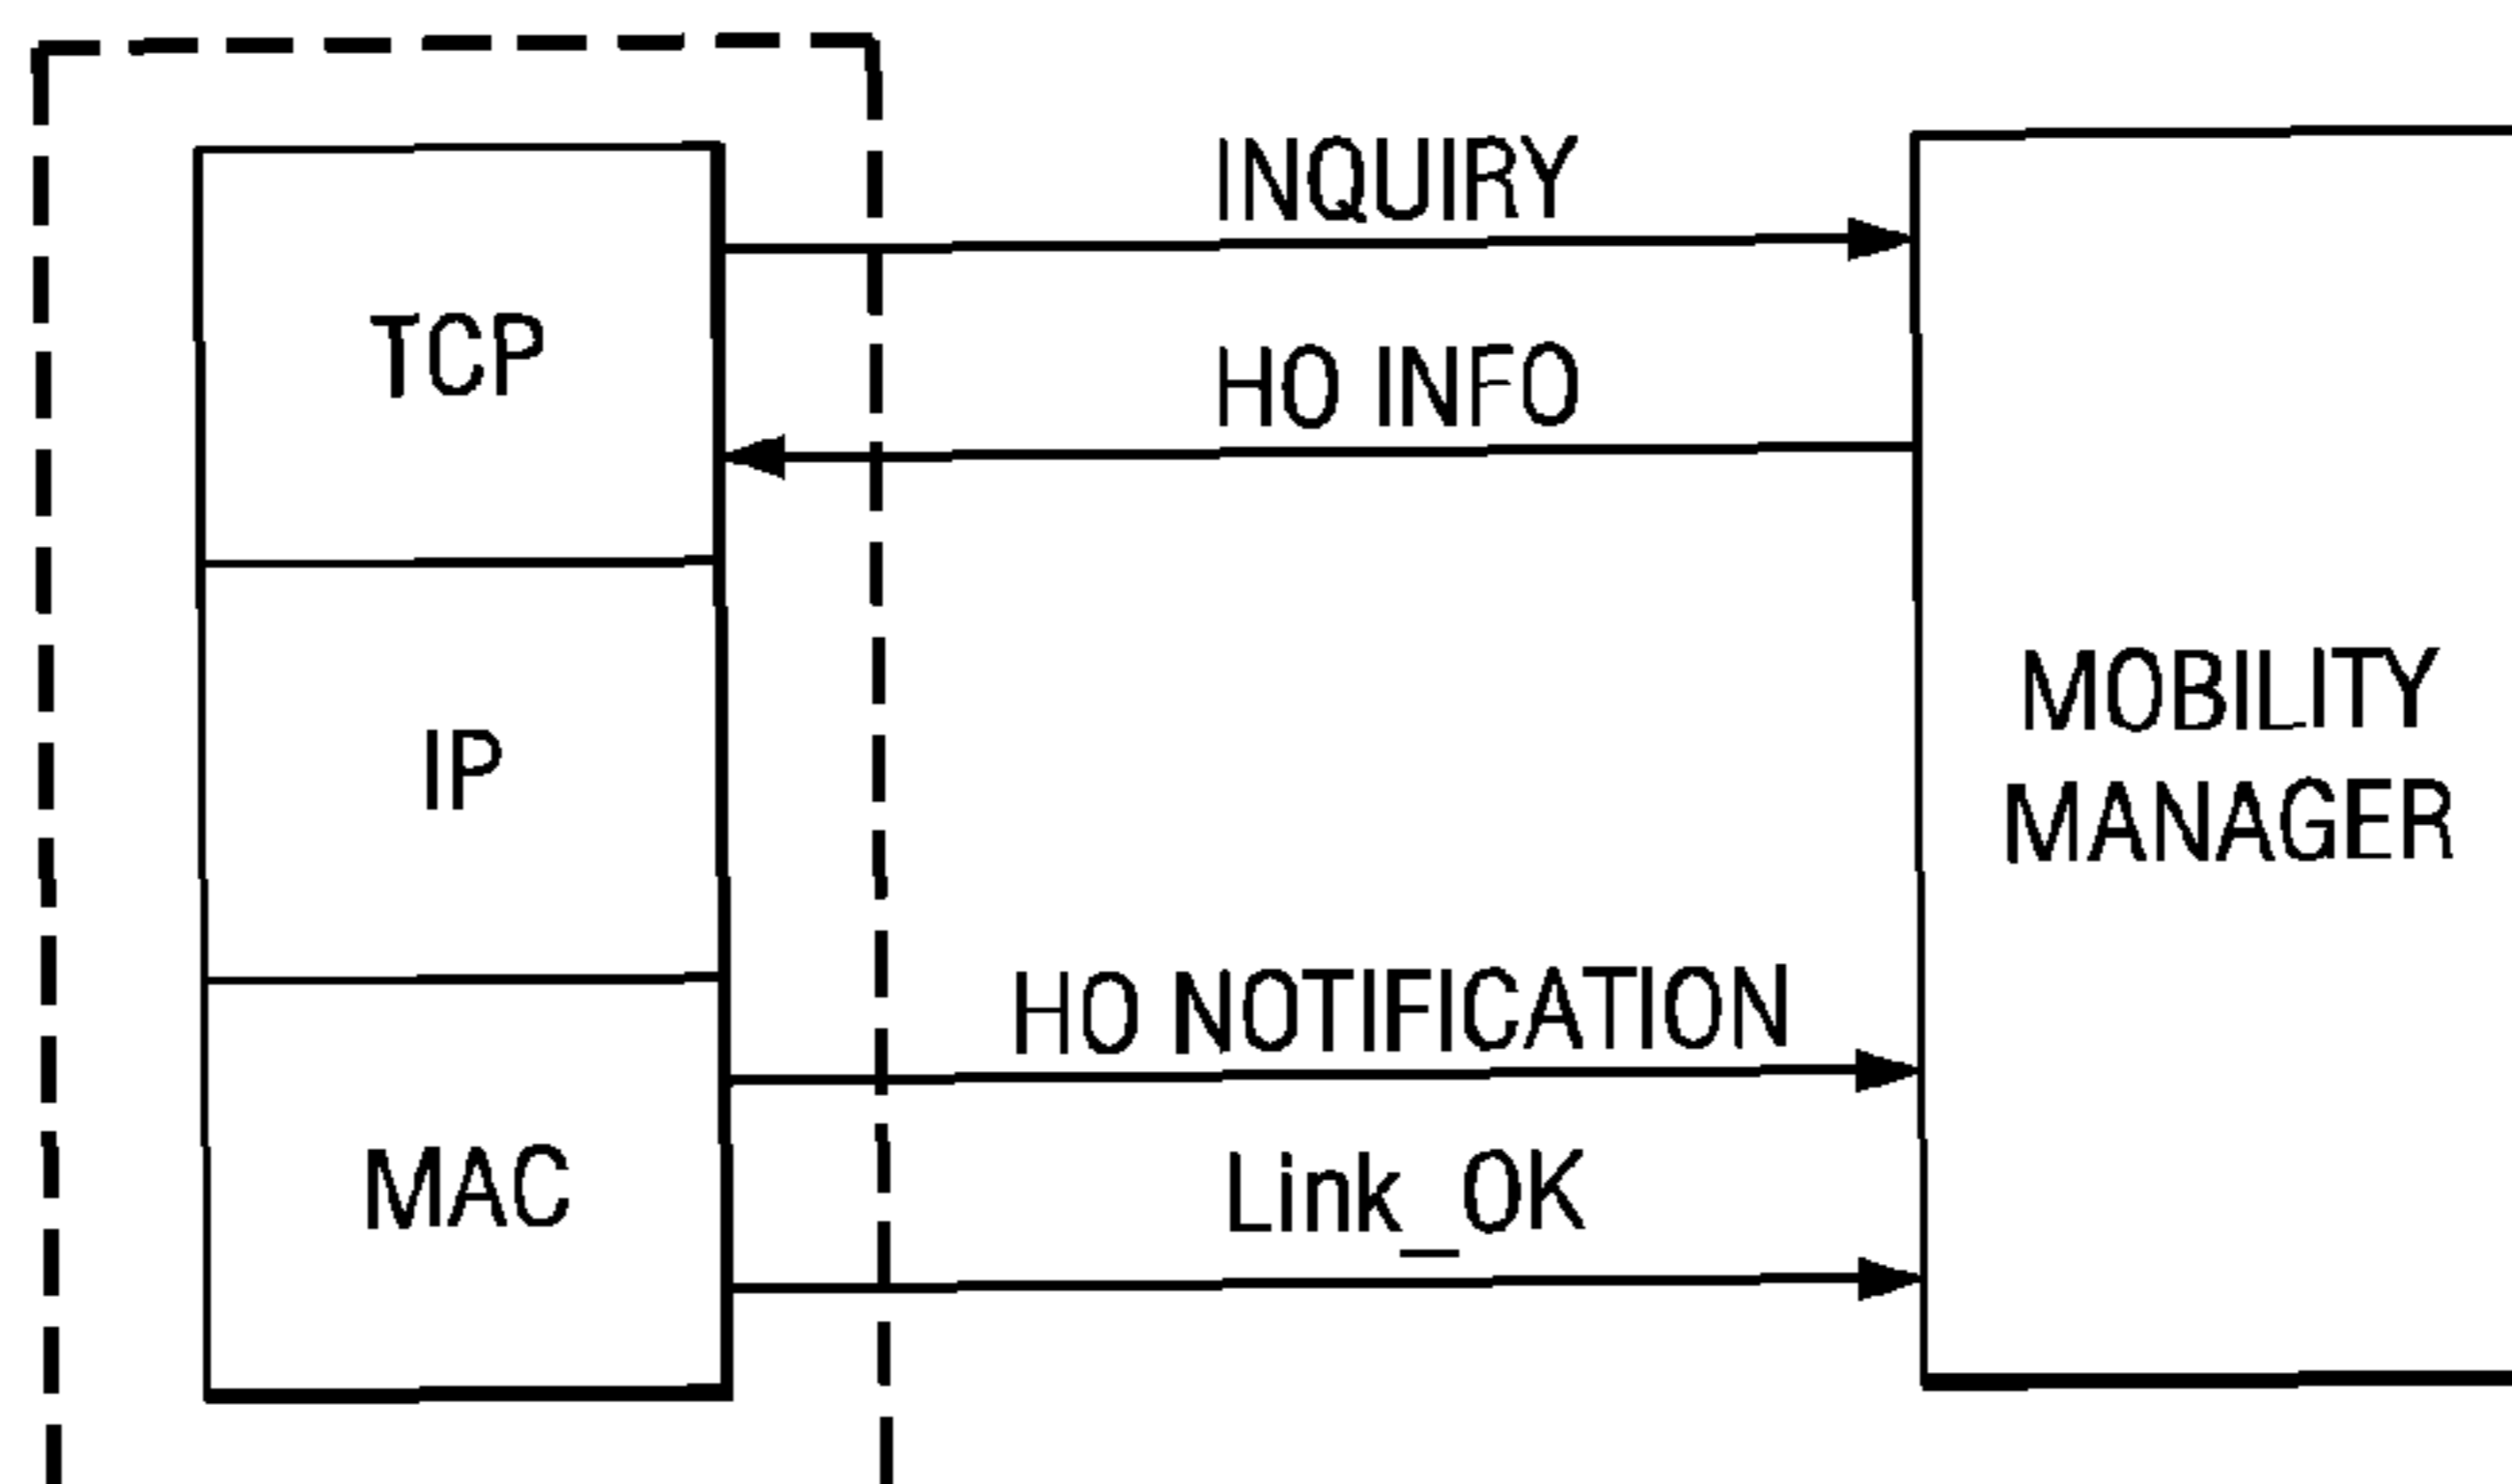 INQUIRY
TCP
HO INFO
IP
MOBILITY
MANAGER
HO NOTIFICATION
MAC
Link_OK